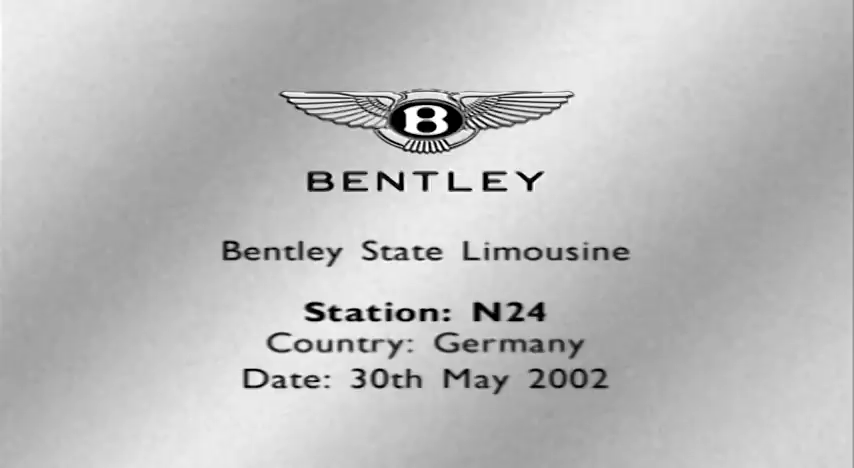 B
BENTLEY
Bentley State Limousine
Station: N24
Country: Germany
Date: 30th May 2002